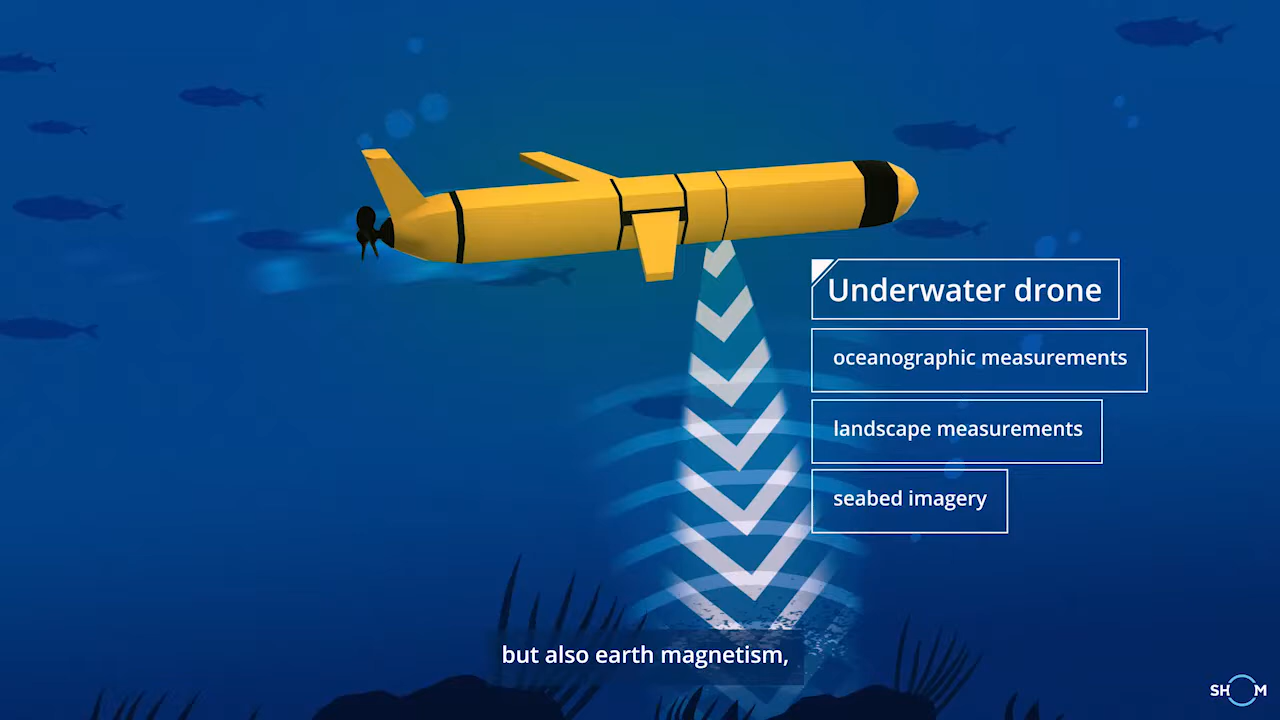 Underwater drone
oceanographic measurements
landscape measurements
seabed imagery
but also earth magnetism,
SHOM